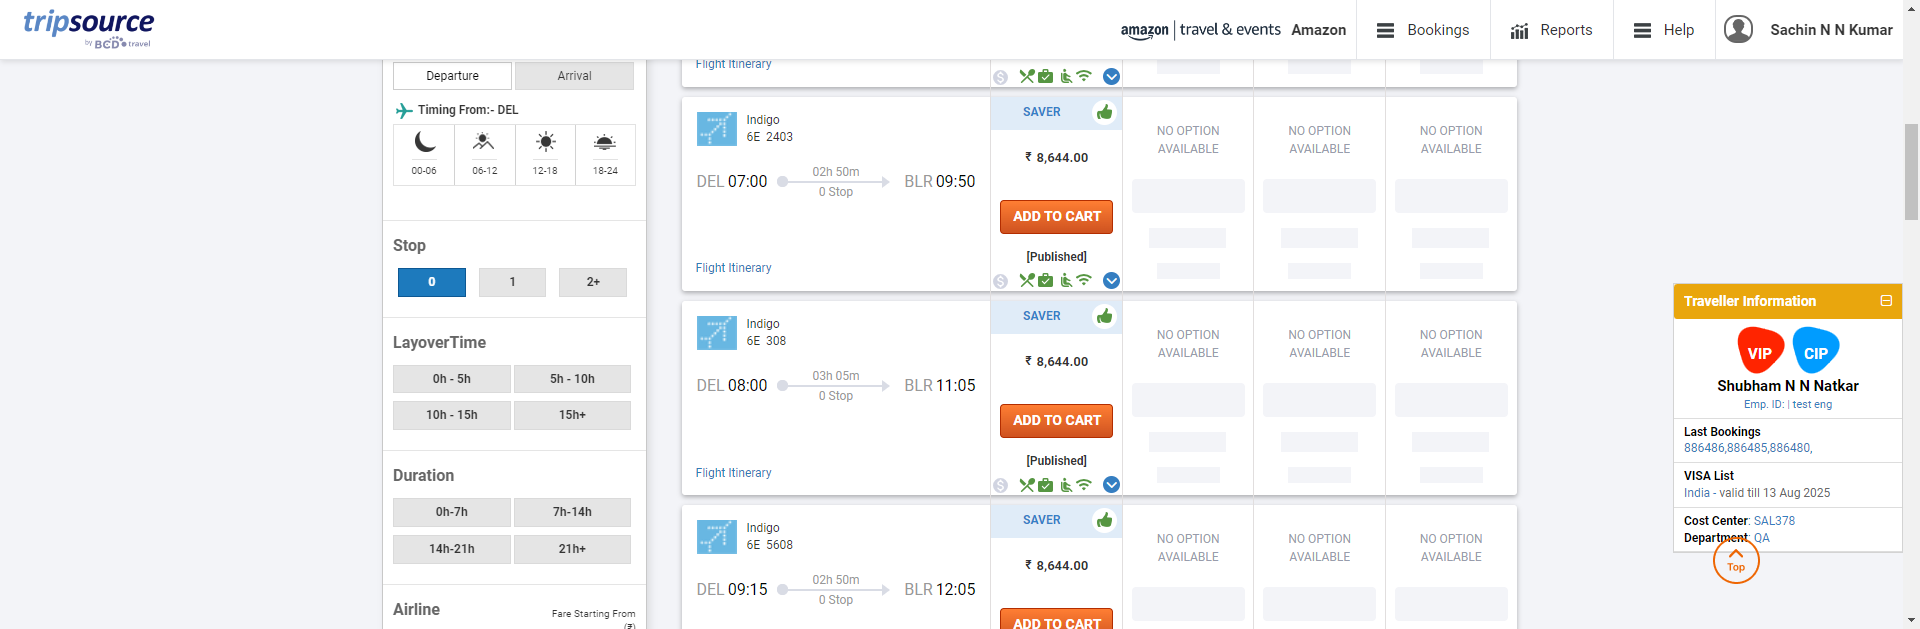 tripsource
by BCD travel
amazon | travel & events Amazon
Bookings
Reports
Help
Sachin N N Kumar
Departure
Arrival
Timing From:- DEL
00-06
06-12
12-18
18-24
Stop
0
1
2+
LayoverTime
0h - 5h
5h - 10h
10h - 15h
15h+
Duration
0h-7h
7h-14h
14h-21h
21h+
Airline
Fare Starting From
(₹)
Flight Itinerary
Indigo
6E 2403
DEL 07:00
02h 50m
0 Stop
BLR 09:50
Flight Itinerary
SAVER
₹ 8,644.00
ADD TO CART
[Published]
NO OPTION
AVAILABLE
NO OPTION
AVAILABLE
NO OPTION
AVAILABLE
Indigo
6E 308
DEL 08:00
03h 05m
0 Stop
BLR 11:05
Flight Itinerary
SAVER
₹ 8,644.00
ADD TO CART
[Published]
NO OPTION
AVAILABLE
NO OPTION
AVAILABLE
NO OPTION
AVAILABLE
Indigo
6E 5608
DEL 09:15
02h 50m
0 Stop
BLR 12:05
SAVER
₹ 8,644.00
ADD TO CART
NO OPTION
AVAILABLE
NO OPTION
AVAILABLE
NO OPTION
AVAILABLE
Traveller Information
VIP
CIP
Shubham N N Natkar
Emp. ID: | test eng
Last Bookings
886486,886485,886480,
VISA List
India - valid till 13 Aug 2025
Cost Center: SAL378
Department: QA
Top